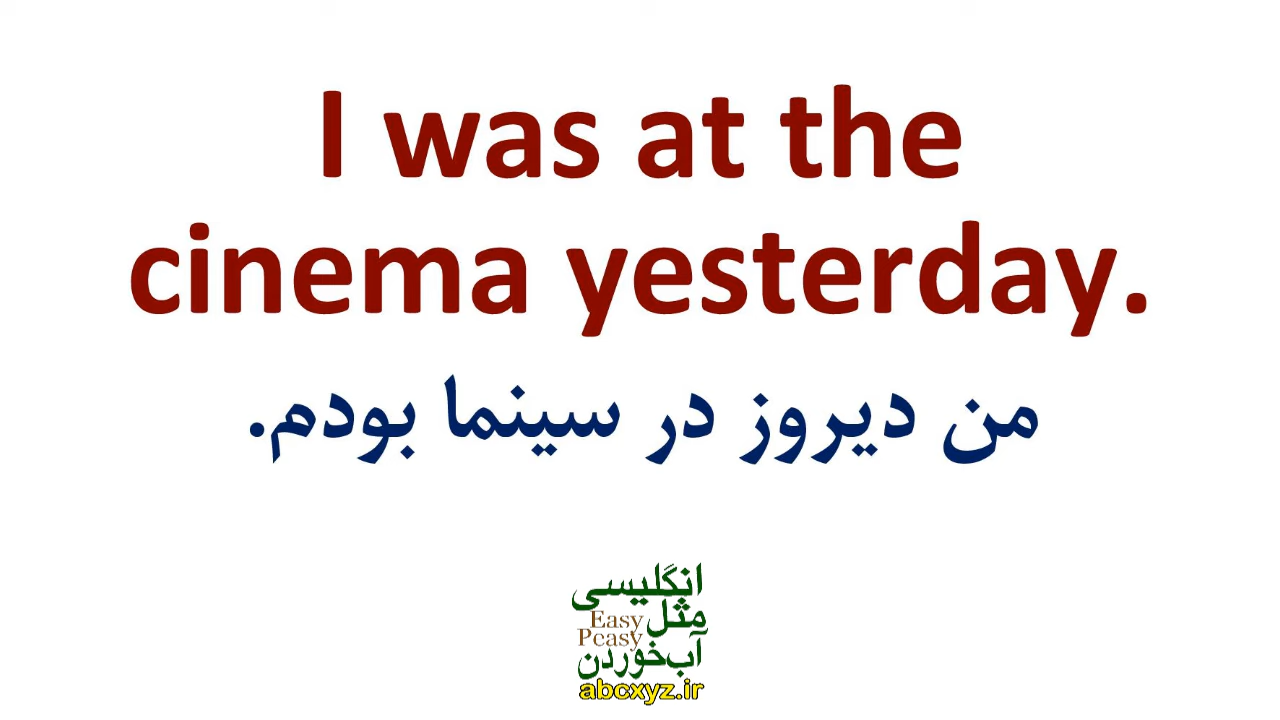 I was at the
cinema yesterday.
من دیروز در سینما بودم.
انگلیسی
مثل
Easy
Peasy
آب‌خوردن
abcxyz.ir